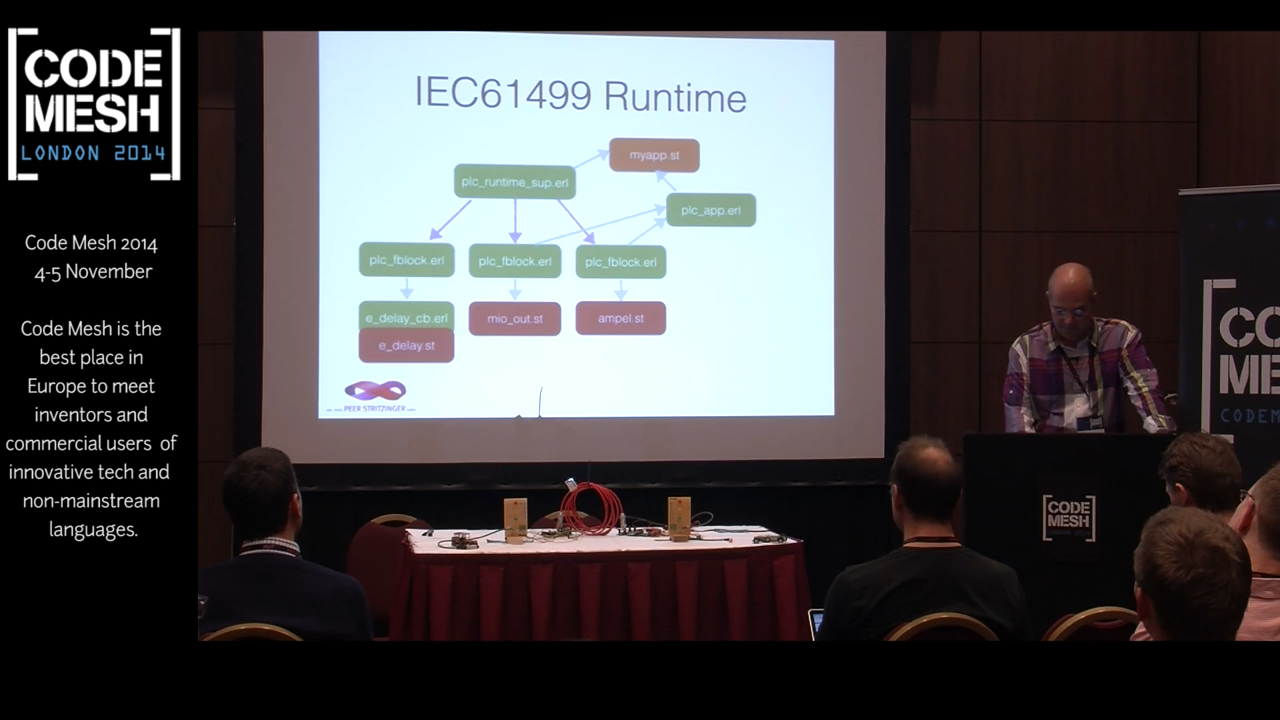 CODE
MESH
LONDON 2014
Code Mesh 2014
4-5 November
Code Mesh is the
best place in
Europe to meet
inventors and
commercial users of
innovative tech and
non-mainstream
languages.
IEC61499 Runtime
myapp.st
plc_runtime_sup.erl
plc_app.erl
plc_fblock.erl
plc_fblock.erl
plc_fblock.erl
e_delay_cb.erl
mio_out.st
ampel.st
e_delay.st
PEER STRITZINGER
CODE
MESH
CO
ME
CODEM